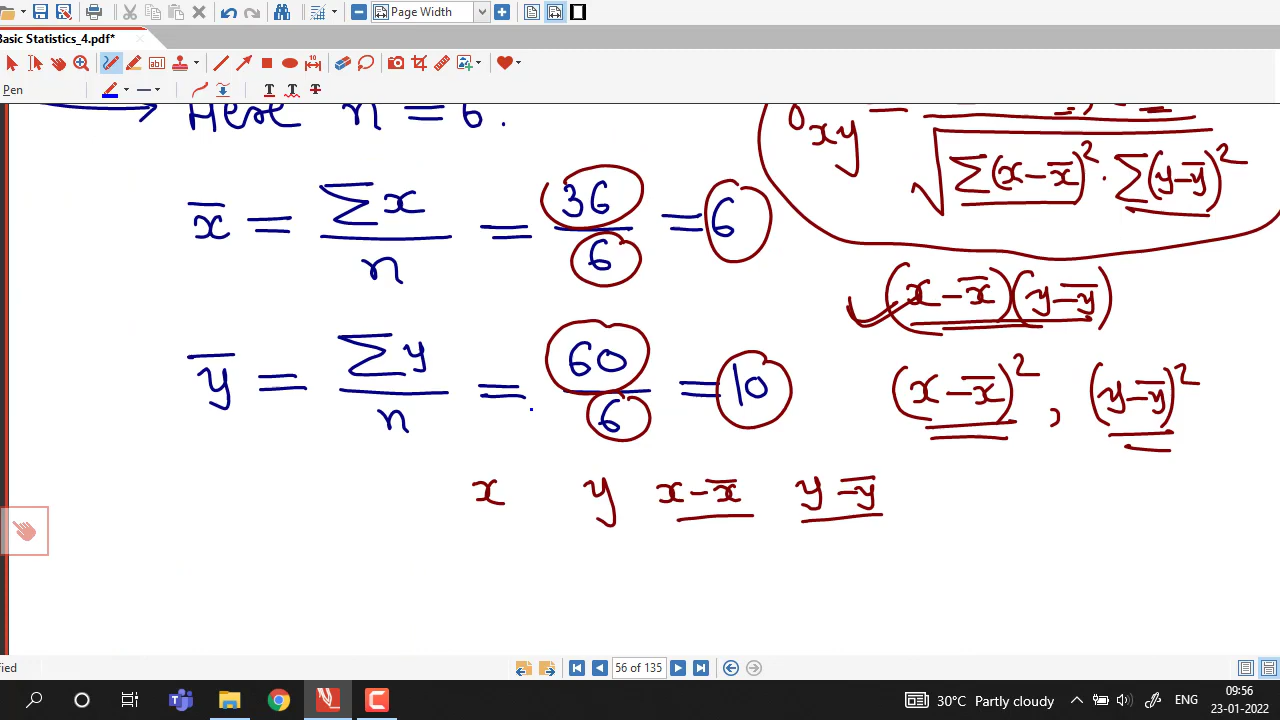 Page Width
Basic Statistics_4.pdf*
Pen
Here n = 6.
xy
√Σ(x-x̅)² · Σ(y-y̅)²
x̅ = Σx/n = 36/6 = 6
(x-x̅)(y-y̅)
y̅ = Σy/n = 60/6 = 10
(x-x̅)², (y-y̅)²
x y x-x̅ y-y̅
56 of 135
30°C Partly cloudy
ENG
09:56
23-01-2022